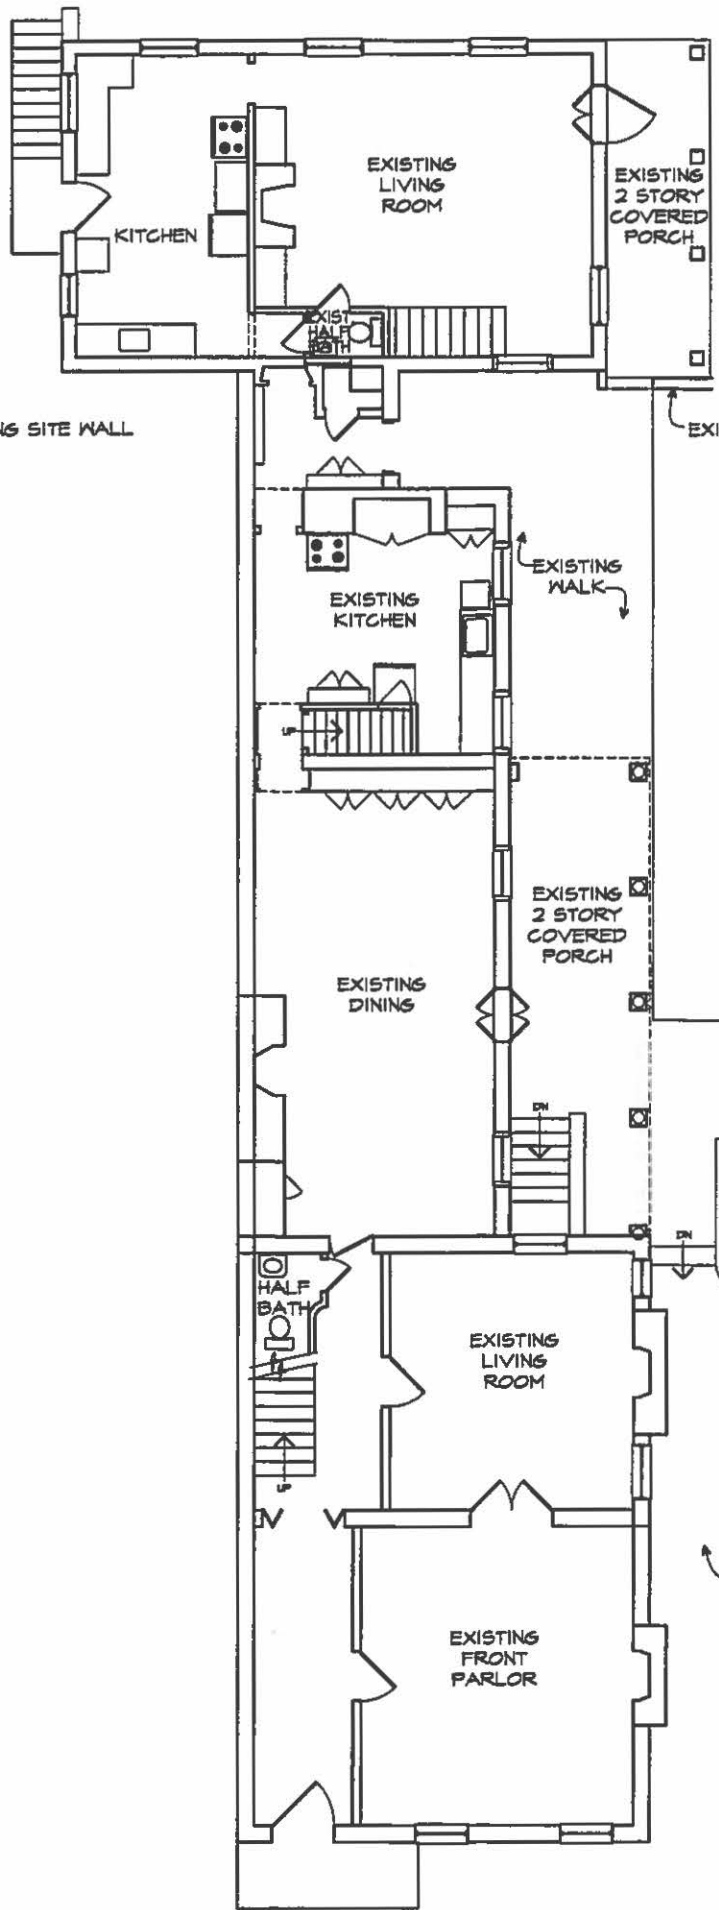 EXISTING
LIVING
ROOM
EXISTING
2 STORY
COVERED
PORCH
KITCHEN
EXIST.
HALF
BATH
NG SITE WALL
EXI
EXISTING
WALK
EXISTING
KITCHEN
UP
EXISTING
2 STORY
COVERED
PORCH
EXISTING
DINING
DN
DN
HALF
BATH
EXISTING
LIVING
ROOM
UP
EXISTING
FRONT
PARLOR